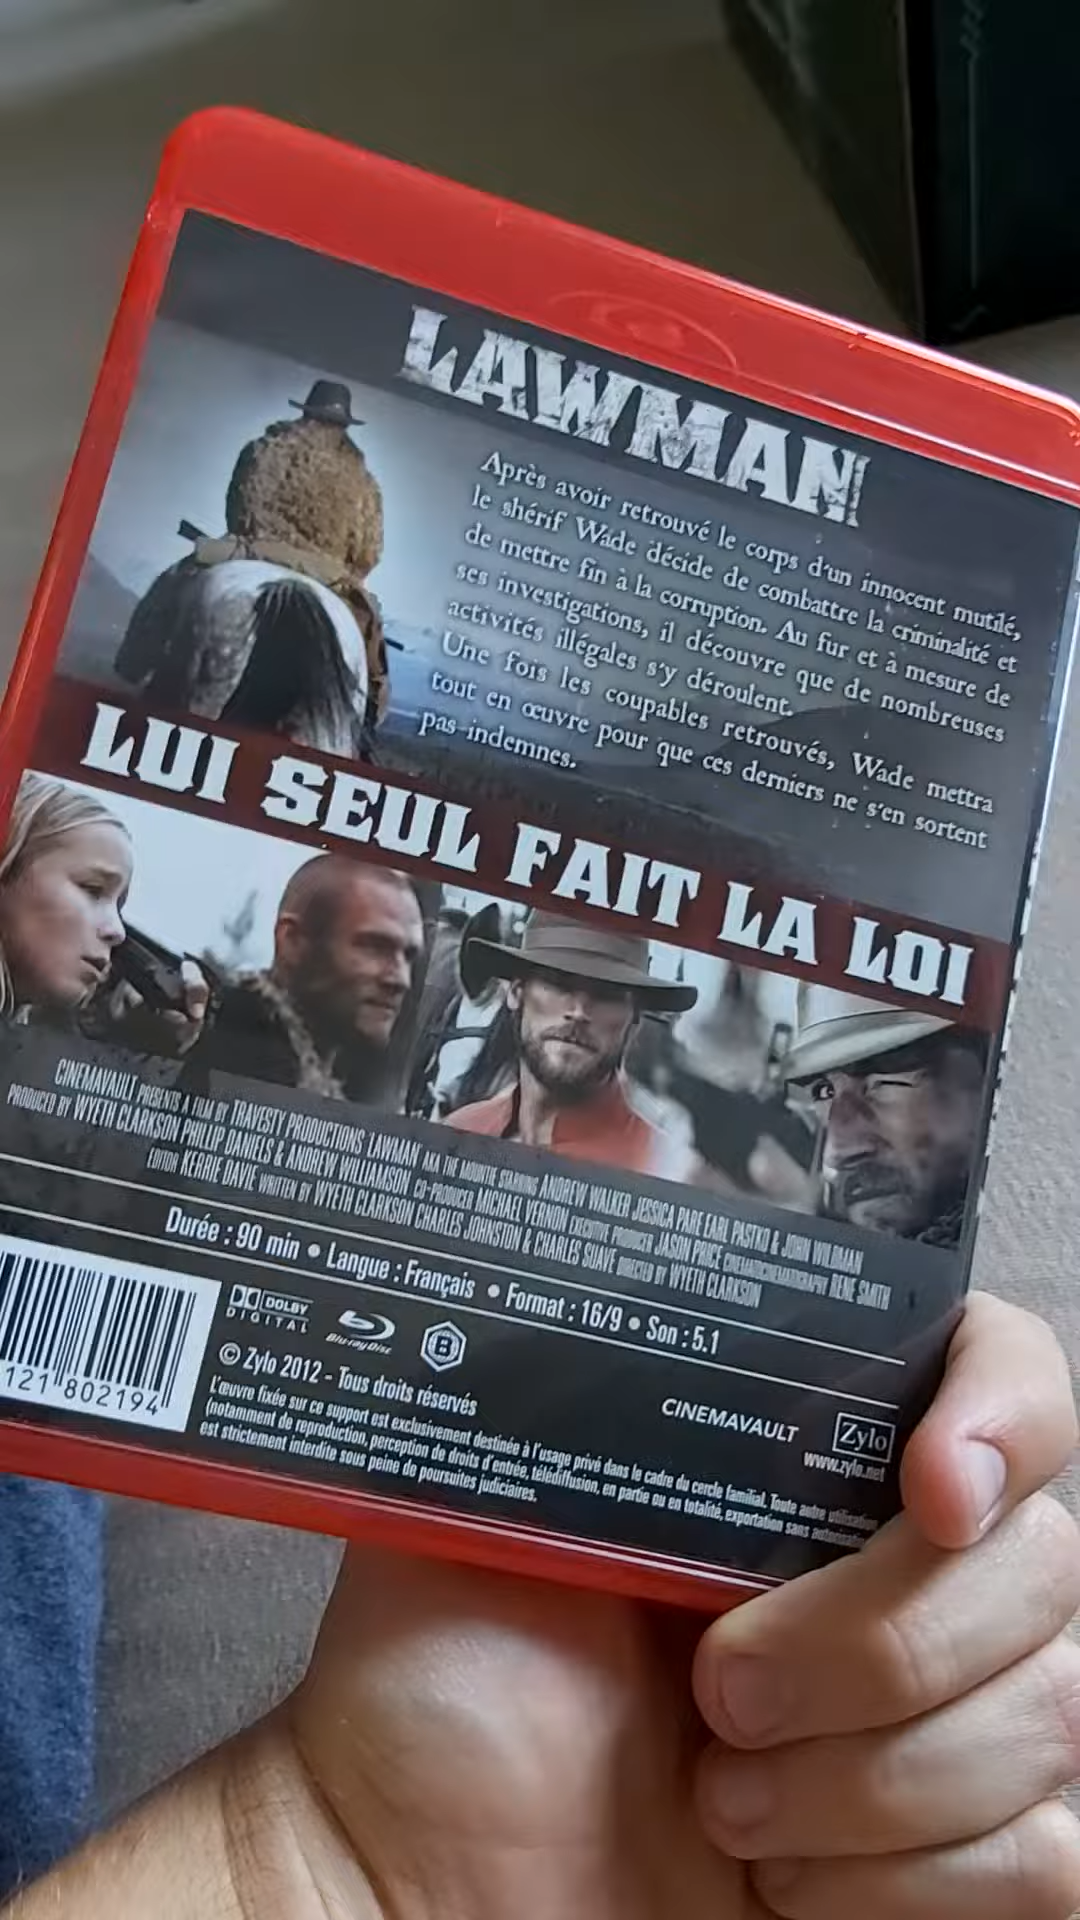 LAWMAN
Après avoir retrouvé le corps d'un innocent mutilé,
le shérif Wade décide de combattre la criminalité et
de mettre fin à la corruption. Au fur et à mesure de
ses investigations, il découvre que de nombreuses
activités illégales s'y déroulent.
Une fois les coupables retrouvés, Wade mettra
tout en œuvre pour que ces derniers ne s'en sortent
pas indemnes.
LUI SEUL FAIT LA LOI
CINEMAVAULT PRESENTS A FILM BY TRAVESTY PRODUCTIONS LAWMAN AKA THE MOUNTIE STARRING ANDREW WALKER JESSICA PARE EARL PASTKO & JOHN WILDMAN
PRODUCED BY WYETH CLARKSON PHILLIP DANIELS & ANDREW WILLIAMSON CO-PRODUCER MICHAEL VERNON EXECUTIVE PRODUCER JASON PRICE RENE SMITH
EDITOR KERRIE DAVIE WRITTEN BY WYETH CLARKSON CHARLES JOHNSTON & CHARLES SUAVE DIRECTED BY WYETH CLARKSON
Durée : 90 min • Langue : Français • Format : 16/9 • Son : 5.1
DOLBY
DIGITAL
Blu-ray Disc
B
121 802194
© Zylo 2012 - Tous droits réservés
CINEMAVAULT
Zylo
www.zylo.net
L'œuvre fixée sur ce support est exclusivement destinée à l'usage privé dans le cadre du cercle familial. Toute autre utilisation
(notamment de reproduction, perception de droits d'entrée, télédiffusion, en partie ou en totalité, exportation sans
est strictement interdite sous peine de poursuites judiciaires.